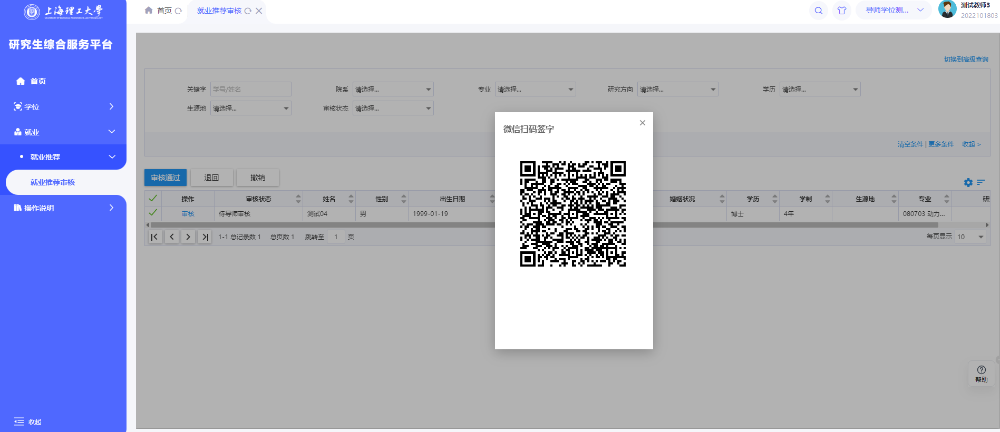 上海理工大學
UNIVERSITY OF SHANGHAI FOR SCIENCE AND TECHNOLOGY
研究生综合服务平台
首页
学位
就业
就业推荐
就业推荐审核
操作说明
收起
首页
就业推荐审核
导师学位测...
测试教师3
2022101803
切换到高级查询
关键字 学号/姓名 院系 请选择... 专业 请选择... 研究方向 请选择... 学历 请选择...
生源地 请选择... 审核状态 请选择...
清空条件 | 更多条件 收起 >
审核通过 退回 撤销
操作 审核状态 姓名 性别 出生日期 婚姻状况 学历 学制 生源地 专业
审核 待导师审核 测试04 男 1999-01-19 博士 4年 080703 动力...
1-1 总记录数 1 总页数 1 跳转至 1 页 每页显示 10
微信扫码签字
帮助